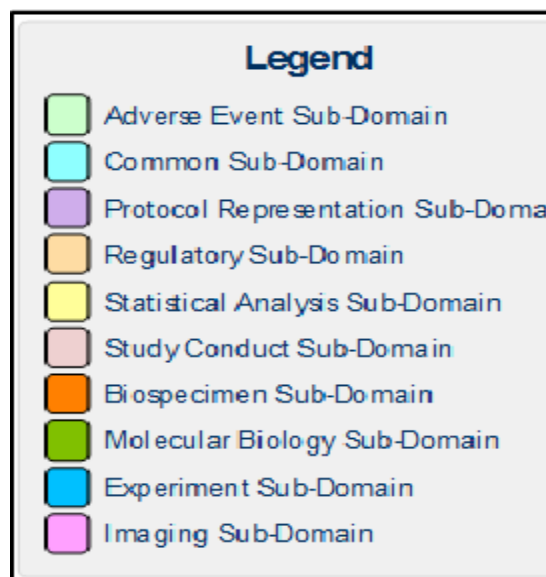 Legend
Adverse Event Sub-Domain
Common Sub-Domain
Protocol Representation Sub-Doma
Regulatory Sub-Domain
Statistical Analysis Sub-Domain
Study Conduct Sub-Domain
Biospecimen Sub-Domain
Molecular Biology Sub-Domain
Experiment Sub-Domain
Imaging Sub-Domain